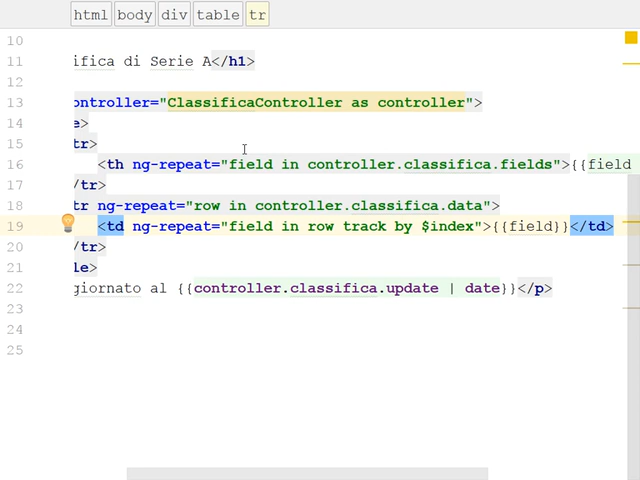 html body div table tr
10
11 ifica di Serie A</h1>
12
13 ontroller="ClassificaController as controller">
14 e>
15 tr>
16 <th ng-repeat="field in controller.classifica.fields">{{field
17 /tr>
18 tr ng-repeat="row in controller.classifica.data">
19 <td ng-repeat="field in row track by $index">{{field}}</td>
20 /tr>
21 le>
22 giornato al {{controller.classifica.update | date}}</p>
23
24
25